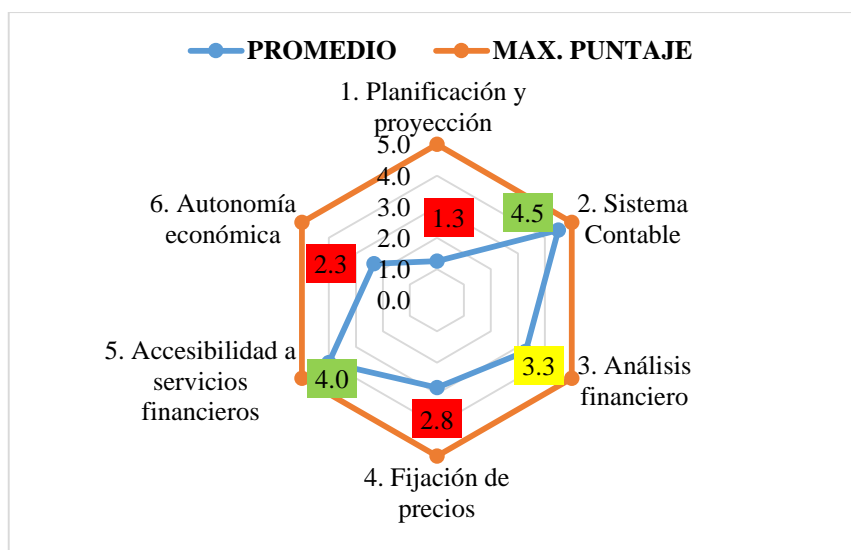 PROMEDIO MAX. PUNTAJE
1. Planificación y
proyección
5.0
4.0
3.0
2.0
1.0
0.0
1.3
4.5
2. Sistema
Contable
3.3
3. Análisis
financiero
2.8
4. Fijación de
precios
4.0
5. Accesibilidad a
servicios
financieros
2.3
6. Autonomía
económica